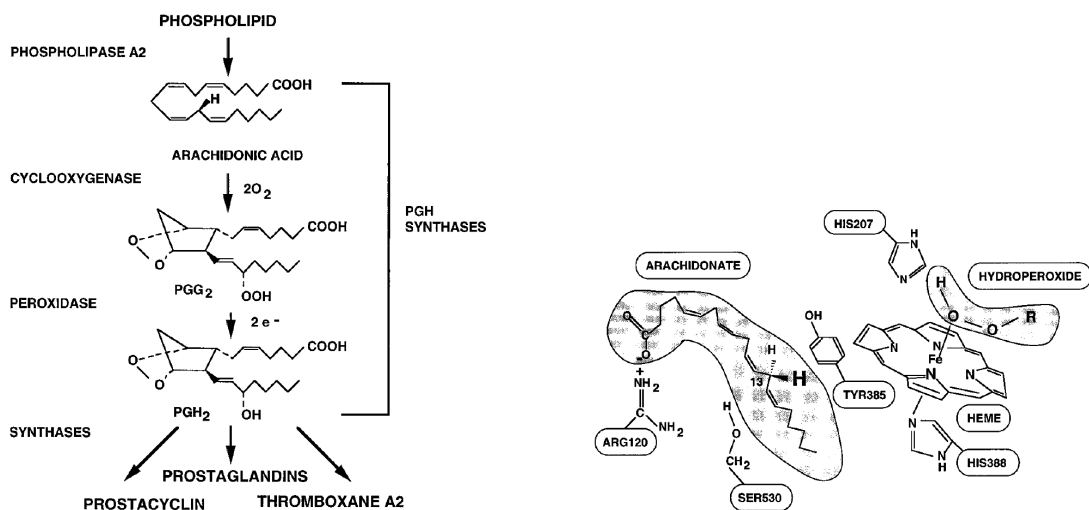 PHOSPHOLIPID
PHOSPHOLIPASE A2
COOH
H
ARACHIDONIC ACID
CYCLOOXYGENASE
2O2
PGH
SYNTHASES
COOH
O
O
PGG2
OOH
PEROXIDASE
2 e-
COOH
O
O
PGH2
OH
SYNTHASES
PROSTAGLANDINS
PROSTACYCLIN
THROMBOXANE A2
HIS207
H
N
N
ARACHIDONATE
HYDROPEROXIDE
H
O
O
R
O
C
O
-
+
NH2
NH2
ARG120
OH
TYR385
H
H
13
H
O
CH2
SER530
N
N
Fe
N
N
HEME
N
N
H
HIS388